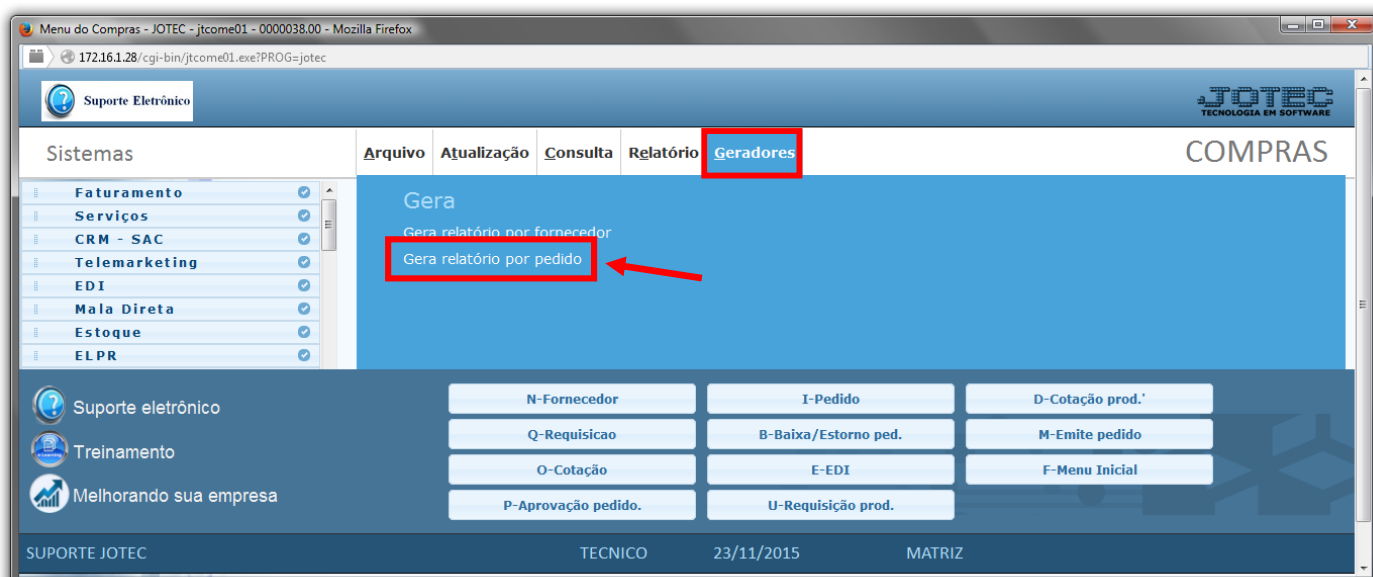 Menu do Compras - JOTEC - jtcome01 - 0000038.00 - Mozilla Firefox
172.16.1.28/cgi-bin/jtcome01.exe?PROG=jotec
Suporte Eletrônico
JOTEC
TECNOLOGIA EM SOFTWARE
Sistemas
Arquivo Atualização Consulta Relatório Geradores
COMPRAS
Faturamento
Serviços
CRM - SAC
Telemarketing
EDI
Mala Direta
Estoque
ELPR
Gera
Gera relatório por fornecedor
Gera relatório por pedido
Suporte eletrônico
Treinamento
Melhorando sua empresa
N-Fornecedor I-Pedido D-Cotação prod.'
Q-Requisicao B-Baixa/Estorno ped. M-Emite pedido
O-Cotação E-EDI F-Menu Inicial
P-Aprovação pedido. U-Requisição prod.
SUPORTE JOTEC TECNICO 23/11/2015 MATRIZ